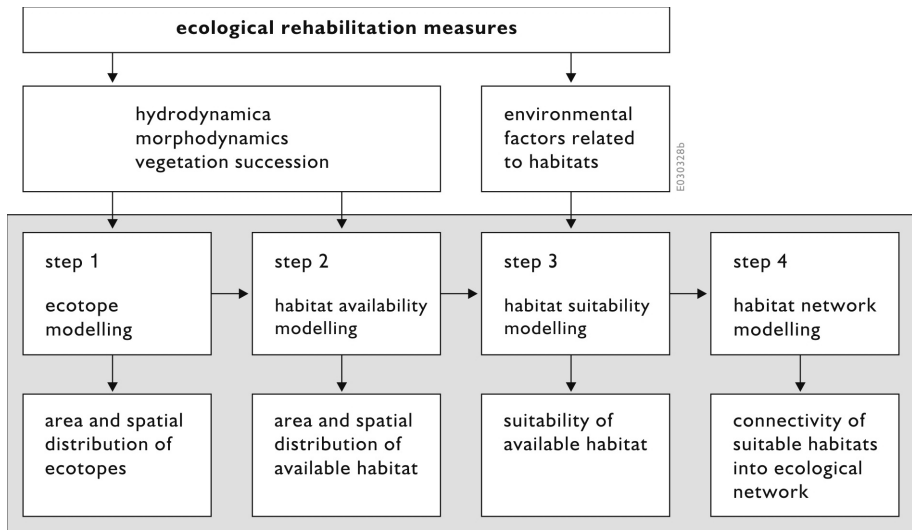 ecological rehabilitation measures
hydrodynamica
morphodynamics
vegetation succession
environmental
factors related
to habitats
E030328b
step 1
ecotope
modelling
step 2
habitat availability
modelling
step 3
habitat suitability
modelling
step 4
habitat network
modelling
area and spatial
distribution of
ecotopes
area and spatial
distribution of
available habitat
suitability of
available habitat
connectivity of
suitable habitats
into ecological
network